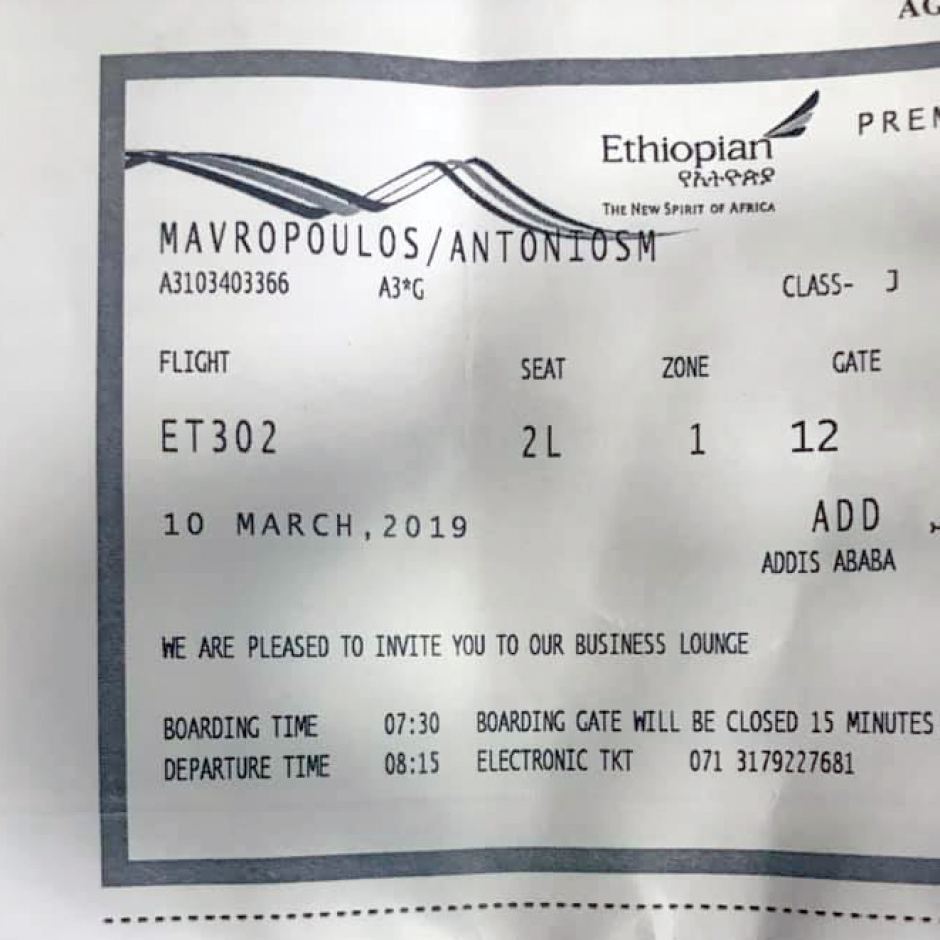 Ethiopian
የኢትዮጵያ
THE NEW SPIRIT OF AFRICA
MAVROPOULOS/ANTONIOSM
A3103403366 A3*G CLASS- J
FLIGHT SEAT ZONE GATE
ET302 2L 1 12
10 MARCH,2019 ADD
ADDIS ABABA
WE ARE PLEASED TO INVITE YOU TO OUR BUSINESS LOUNGE
BOARDING TIME 07:30 BOARDING GATE WILL BE CLOSED 15 MINUTES
DEPARTURE TIME 08:15 ELECTRONIC TKT 071 3179227681